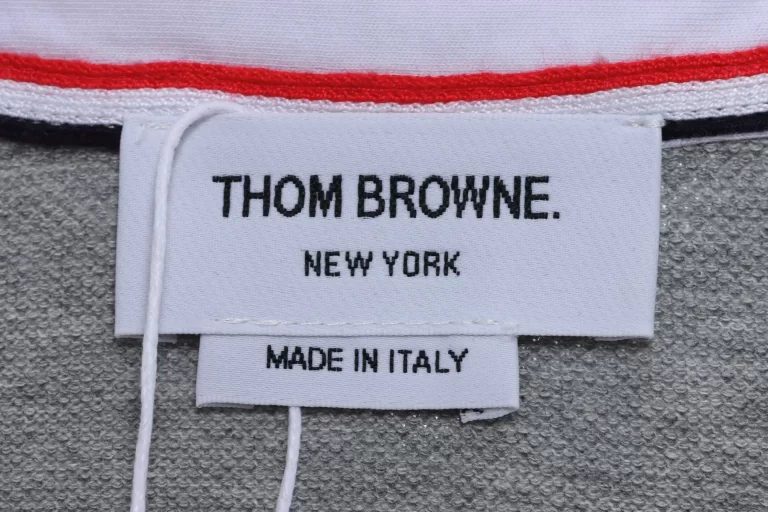 THOM BROWNE.
NEW YORK
MADE IN ITALY